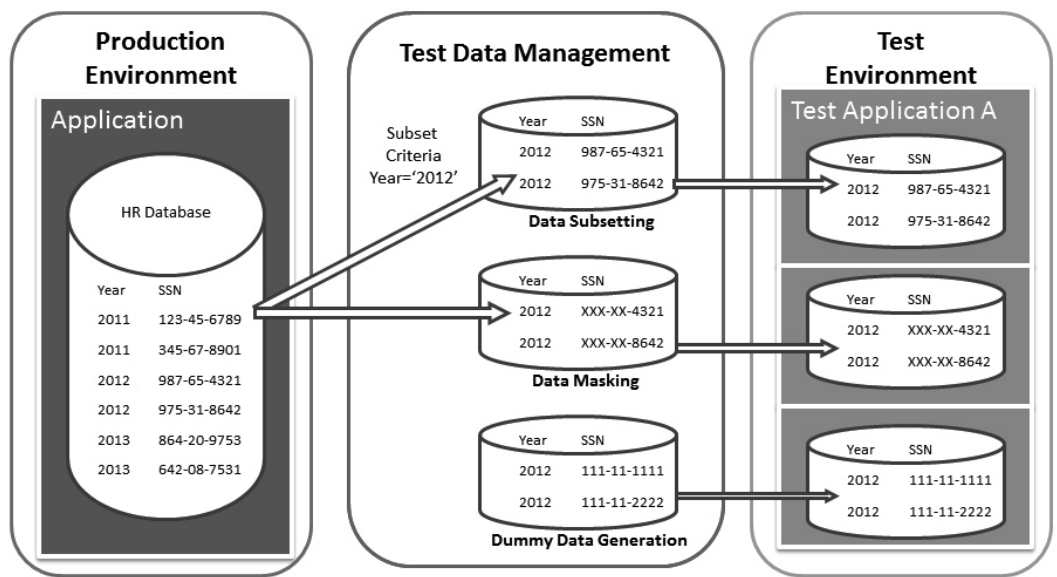 Production
Environment
Application
HR Database
Year SSN
2011 123-45-6789
2011 345-67-8901
2012 987-65-4321
2012 975-31-8642
2013 864-20-9753
2013 642-08-7531
Test Data Management
Subset
Criteria
Year=‘2012’
Year SSN
2012 987-65-4321
2012 975-31-8642
Data Subsetting
Year SSN
2012 XXX-XX-4321
2012 XXX-XX-8642
Data Masking
Year SSN
2012 111-11-1111
2012 111-11-2222
Dummy Data Generation
Test
Environment
Test Application A
Year SSN
2012 987-65-4321
2012 975-31-8642
Year SSN
2012 XXX-XX-4321
2012 XXX-XX-8642
Year SSN
2012 111-11-1111
2012 111-11-2222